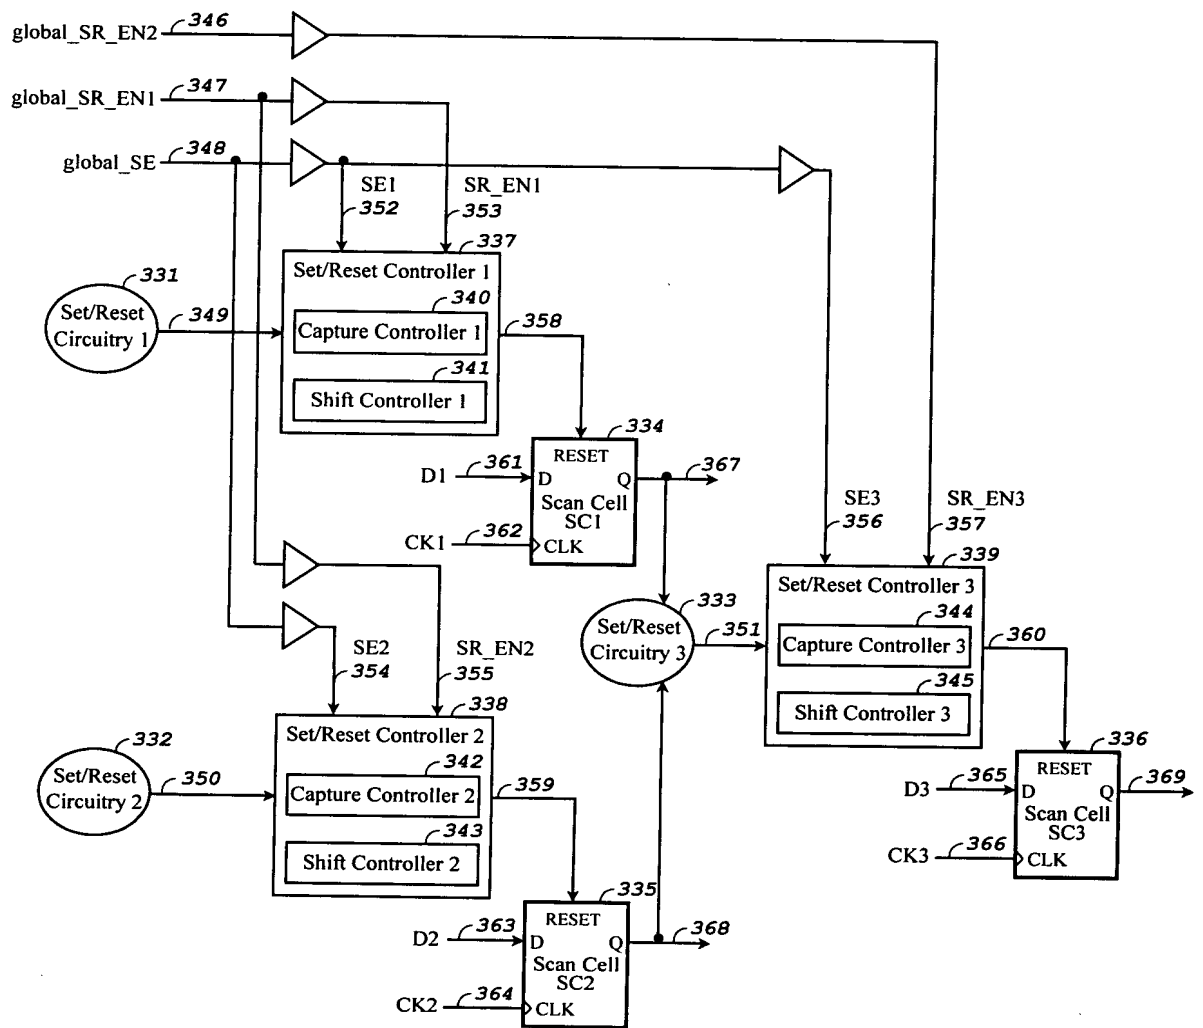 global_SR_EN2 346
global_SR_EN1 347
global_SE 348
SE1 352
SR_EN1 353
337
Set/Reset Controller 1
340
Capture Controller 1
341
Shift Controller 1
331
Set/Reset
Circuitry 1
349
358
334
RESET
D1 361
D Q
367
Scan Cell
SC1
CK1 362
CLK
SE3 356
SR_EN3 357
339
Set/Reset Controller 3
344
Capture Controller 3
345
Shift Controller 3
333
Set/Reset
Circuitry 3
351
360
SE2 354
SR_EN2 355
338
Set/Reset Controller 2
342
Capture Controller 2
343
Shift Controller 2
332
Set/Reset
Circuitry 2
350
359
336
RESET
D3 365
D Q
369
Scan Cell
SC3
CK3 366
CLK
335
RESET
D2 363
D Q
368
Scan Cell
SC2
CK2 364
CLK